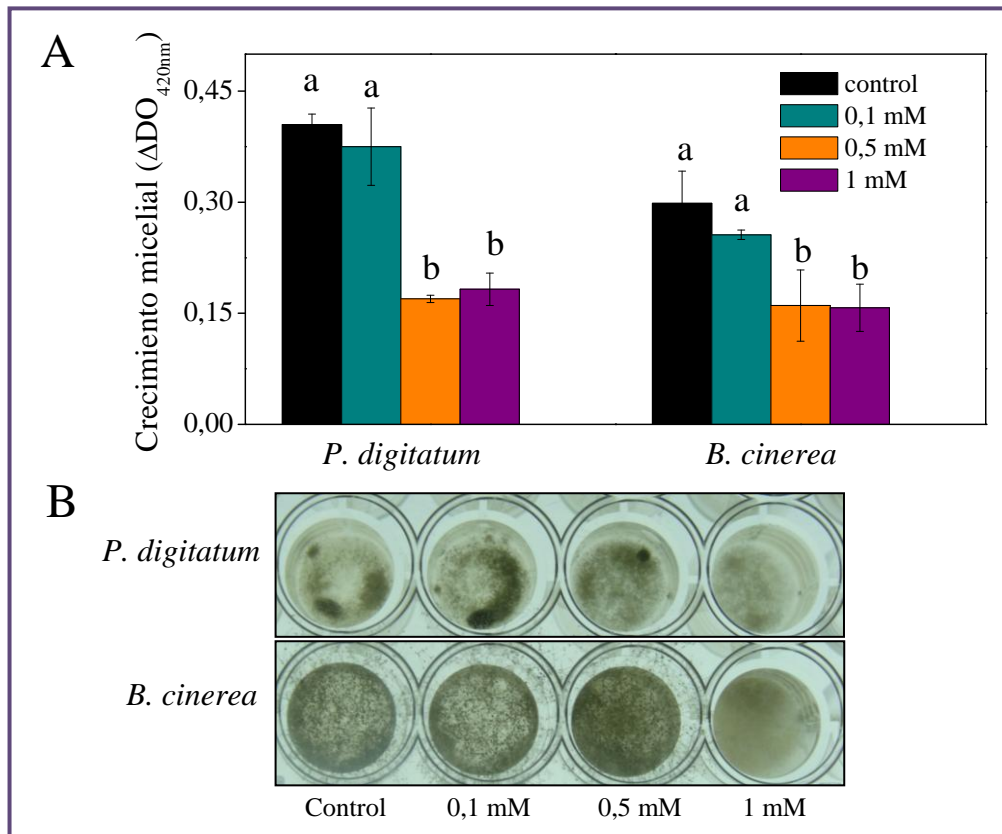 A
Crecimiento micelial (ΔDO420nm)
0,45
0,30
0,15
0,00
a
a
b
b
a
a
b
b
control
0,1 mM
0,5 mM
1 mM
P. digitatum
B. cinerea
B
P. digitatum
B. cinerea
Control
0,1 mM
0,5 mM
1 mM